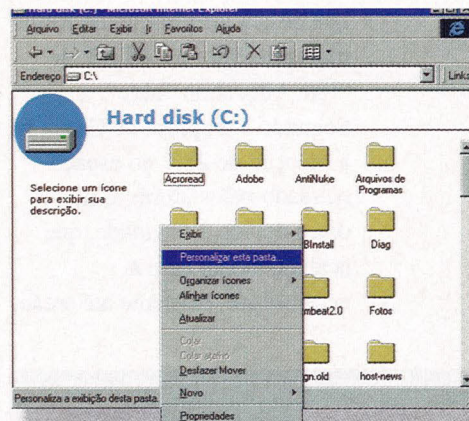 Hard disk (C:) - Microsoft Internet Explorer
Arquivo Editar Exibir Ir Favoritos Ajuda
Endereço C:\ Links
Hard disk (C:)
Selecione um ícone
para exibir sua
descrição.
Acroread Adobe AntiNuke Arquivos de
Programas
BInstall Diag
mbeat2.0 Fotos
gn.old host-news
Exibir
Personalizar esta pasta...
Organizar ícones
Alinhar ícones
Atualizar
Colar
Colar atalho
Desfazer Mover
Novo
Propriedades
Personaliza a exibição desta pasta.